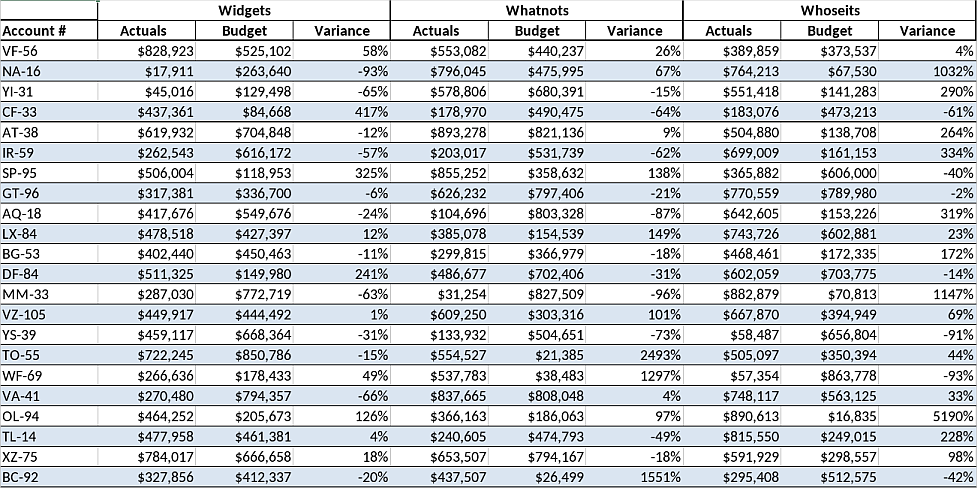 Widgets Whatnots Whoseits
Account # Actuals Budget Variance Actuals Budget Variance Actuals Budget Variance
VF-56 $828,923 $525,102 58% $553,082 $440,237 26% $389,859 $373,537 4%
NA-16 $17,911 $263,640 -93% $796,045 $475,995 67% $764,213 $67,530 1032%
YI-31 $45,016 $129,498 -65% $578,806 $680,391 -15% $551,418 $141,283 290%
CF-33 $437,361 $84,668 417% $178,970 $490,475 -64% $183,076 $473,213 -61%
AT-38 $619,932 $704,848 -12% $893,278 $821,136 9% $504,880 $138,708 264%
IR-59 $262,543 $616,172 -57% $203,017 $531,739 -62% $699,009 $161,153 334%
SP-95 $506,004 $118,953 325% $855,252 $358,632 138% $365,882 $606,000 -40%
GT-96 $317,381 $336,700 -6% $626,232 $797,406 -21% $770,559 $789,980 -2%
AQ-18 $417,676 $549,676 -24% $104,696 $803,328 -87% $642,605 $153,226 319%
LX-84 $478,518 $427,397 12% $385,078 $154,539 149% $743,726 $602,881 23%
BG-53 $402,440 $450,463 -11% $299,815 $366,979 -18% $468,461 $172,335 172%
DF-84 $511,325 $149,980 241% $486,677 $702,406 -31% $602,059 $703,775 -14%
MM-33 $287,030 $772,719 -63% $31,254 $827,509 -96% $882,879 $70,813 1147%
VZ-105 $449,917 $444,492 1% $609,250 $303,316 101% $667,870 $394,949 69%
YS-39 $459,117 $668,364 -31% $133,932 $504,651 -73% $58,487 $656,804 -91%
TO-55 $722,245 $850,786 -15% $554,527 $21,385 2493% $505,097 $350,394 44%
WF-69 $266,636 $178,433 49% $537,783 $38,483 1297% $57,354 $863,778 -93%
VA-41 $270,480 $794,357 -66% $837,665 $808,048 4% $748,117 $563,125 33%
OL-94 $464,252 $205,673 126% $366,163 $186,063 97% $890,613 $16,835 5190%
TL-14 $477,958 $461,381 4% $240,605 $474,793 -49% $815,550 $249,015 228%
XZ-75 $784,017 $666,658 18% $653,507 $794,167 -18% $591,929 $298,557 98%
BC-92 $327,856 $412,337 -20% $437,507 $26,499 1551% $295,408 $512,575 -42%